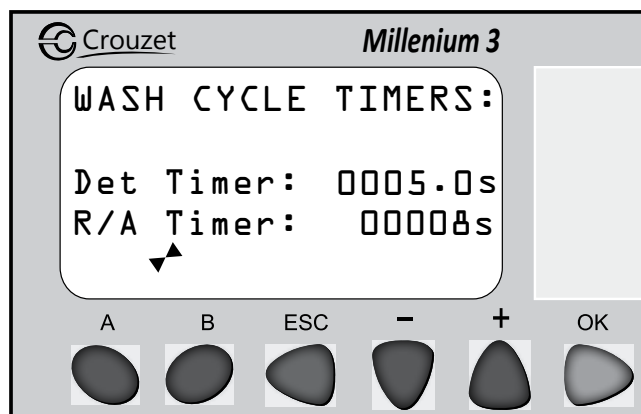 Crouzet Millenium 3
WASH CYCLE TIMERS:
Det Timer: 0005.0s
R/A Timer: 00008s
A B ESC - + OK